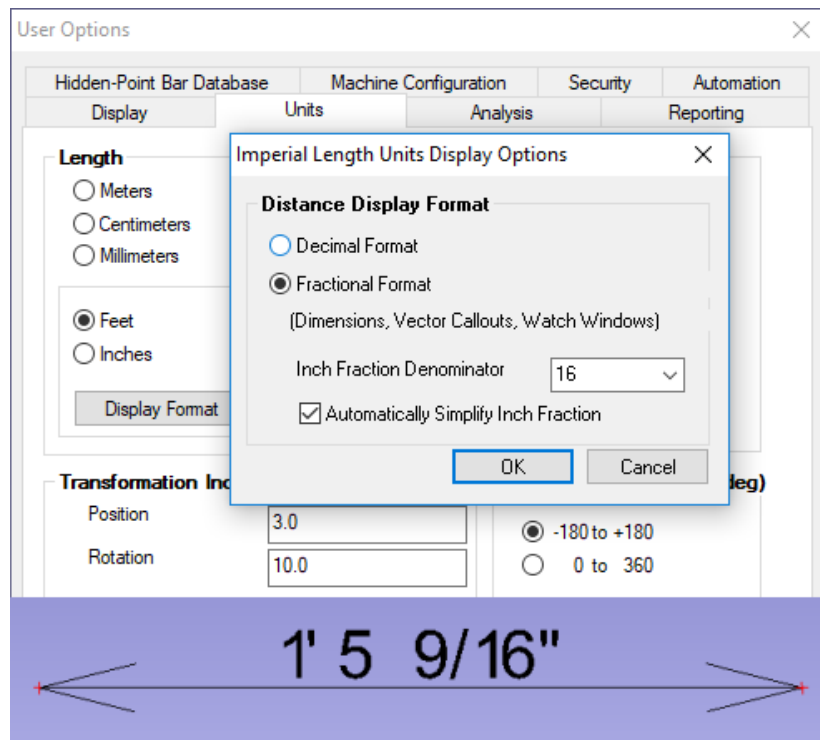 User Options
Hidden-Point Bar Database Machine Configuration Security Automation
Display Units Analysis Reporting
Imperial Length Units Display Options
Length
Meters
Centimeters
Millimeters
Feet
Inches
Display Format
Distance Display Format
Decimal Format
Fractional Format
(Dimensions, Vector Callouts, Watch Windows)
Inch Fraction Denominator 16
Automatically Simplify Inch Fraction
OK Cancel
Transformation Inc deg)
Position 3.0
Rotation 10.0
-180 to +180
0 to 360
1' 5 9/16"